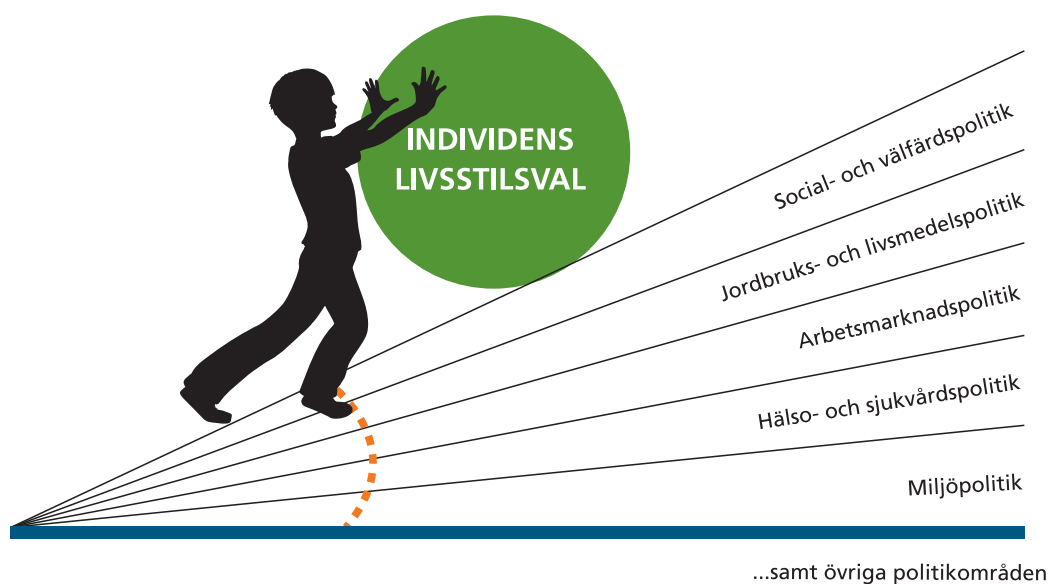 INDIVIDENS
LIVSSTILSVAL
Social- och välfärdspolitik
Jordbruks- och livsmedelspolitik
Arbetsmarknadspolitik
Hälso- och sjukvårdspolitik
Miljöpolitik
...samt övriga politikområden